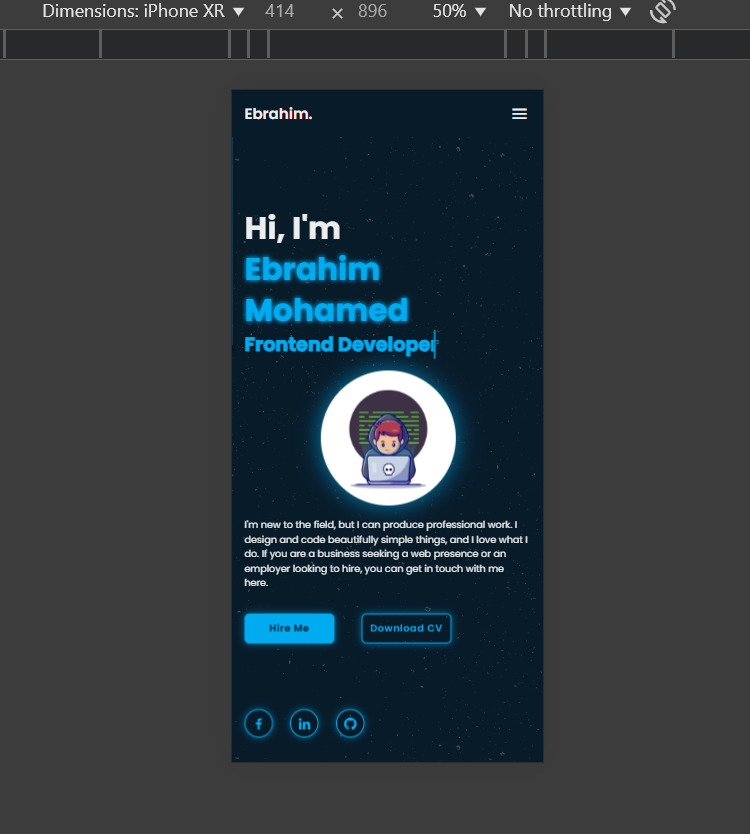 Dimensions: iPhone XR ▼ 414 × 896 50% ▼ No throttling ▼
Ebrahim.
Hi, I'm
Ebrahim
Mohamed
Frontend Developer
I'm new to the field, but I can produce professional work. I
design and code beautifully simple things, and I love what I
do. If you are a business seeking a web presence or an
employer looking to hire, you can get in touch with me
here.
Hire Me Download CV